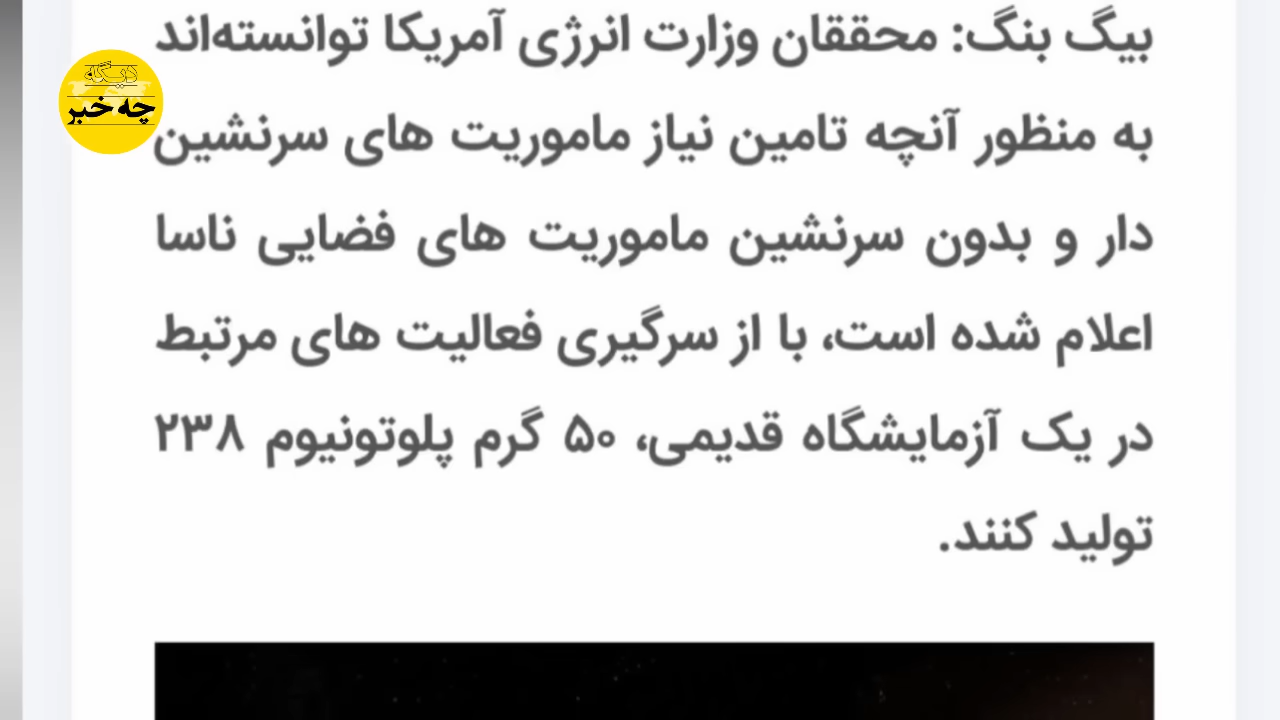 بیگ بنگ: محققان وزارت انرژی آمریکا توانسته‌اند
به منظور آنچه تامین نیاز ماموریت های سرنشین
دار و بدون سرنشین ماموریت های فضایی ناسا
اعلام شده است، با از سرگیری فعالیت های مرتبط
در یک آزمایشگاه قدیمی، ۵۰ گرم پلوتونیوم ۲۳۸
تولید کنند.
دیگه
چه خبر